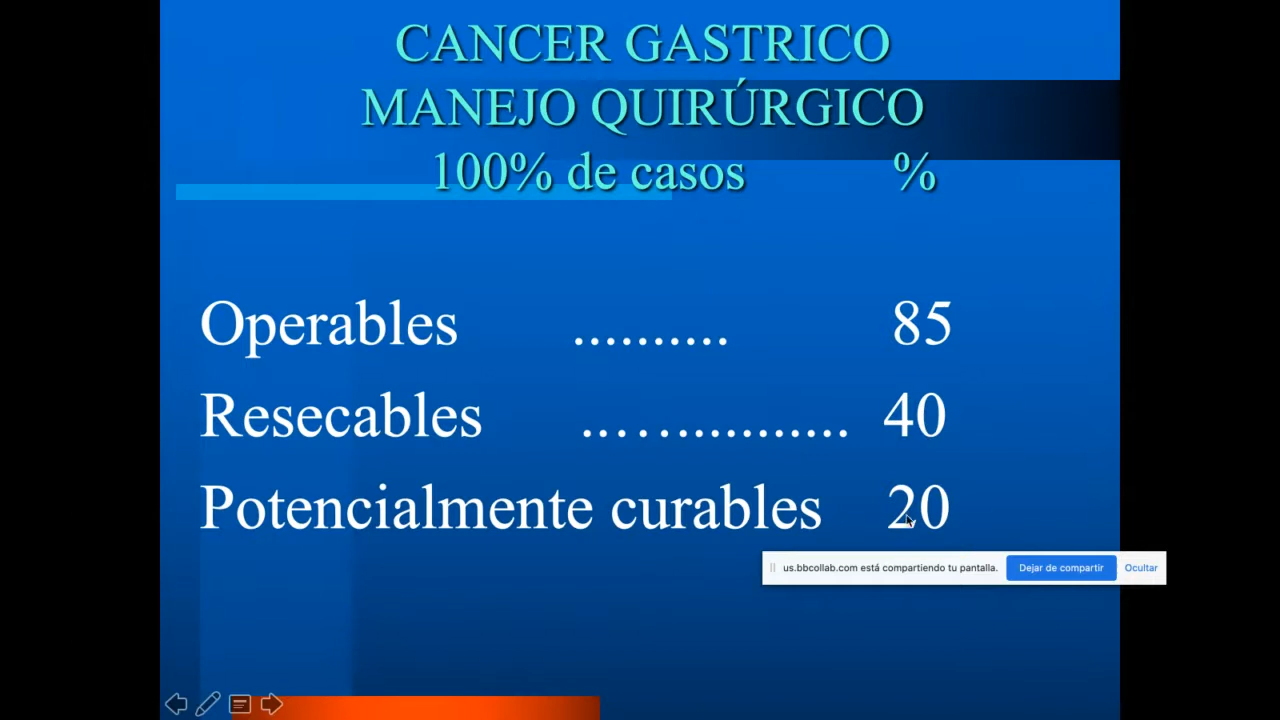 CANCER GASTRICO
MANEJO QUIRÚRGICO
100% de casos %
Operables .......... 85
Resecables ................ 40
Potencialmente curables 20
us.bbcollab.com está compartiendo tu pantalla. Dejar de compartir Ocultar